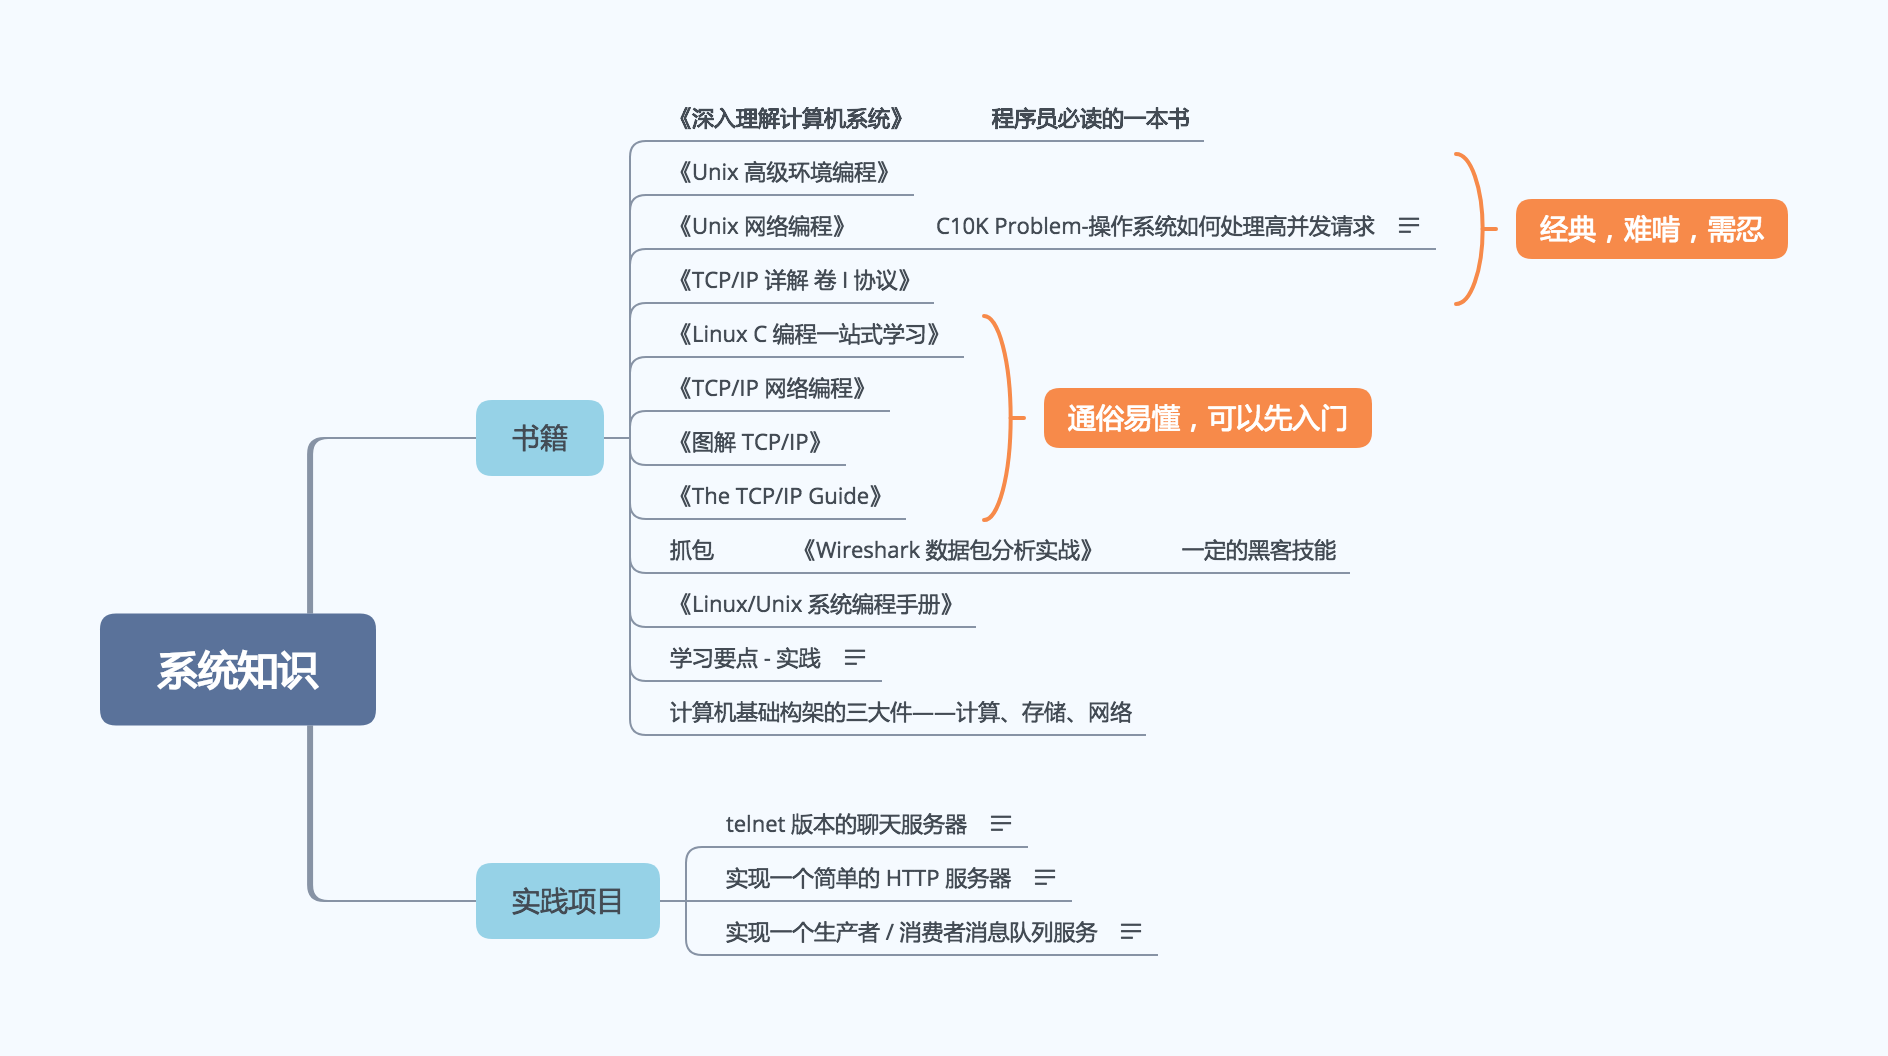 《深入理解计算机系统》 程序员必读的一本书
《Unix 高级环境编程》
《Unix 网络编程》 C10K Problem-操作系统如何处理高并发请求
经典，难啃，需忍
《TCP/IP 详解 卷 I 协议》
《Linux C 编程一站式学习》
《TCP/IP 网络编程》
通俗易懂，可以先入门
书籍
《图解 TCP/IP》
《The TCP/IP Guide》
抓包 《Wireshark 数据包分析实战》 一定的黑客技能
《Linux/Unix 系统编程手册》
学习要点 - 实践
系统知识
计算机基础构架的三大件——计算、存储、网络
telnet 版本的聊天服务器
实现一个简单的 HTTP 服务器
实践项目
实现一个生产者 / 消费者消息队列服务